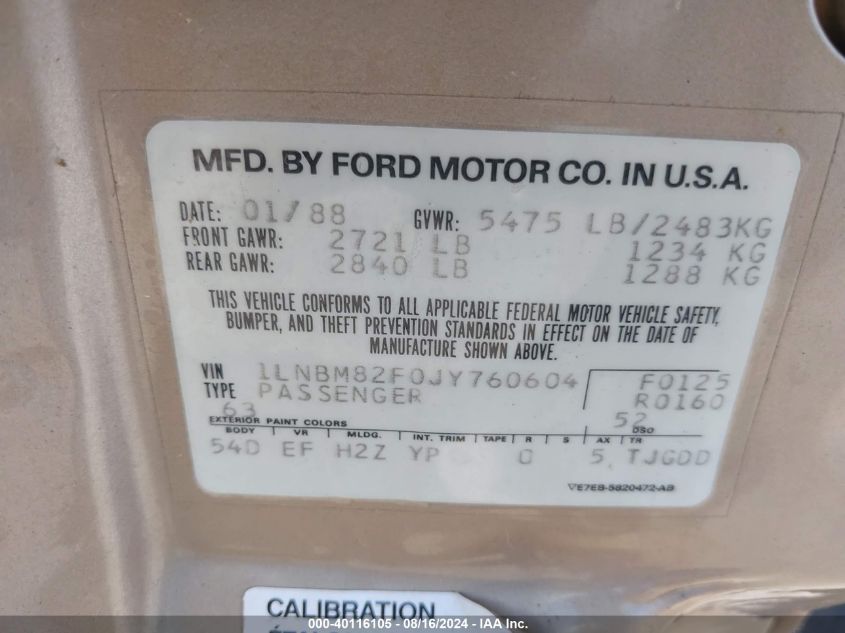 MFD. BY FORD MOTOR CO. IN U.S.A.
DATE: 01/88 GVWR: 5475 LB/2483KG
FRONT GAWR: 2721 LB 1234 KG
REAR GAWR: 2840 LB 1288 KG
THIS VEHICLE CONFORMS TO ALL APPLICABLE FEDERAL MOTOR VEHICLE SAFETY,
BUMPER, AND THEFT PREVENTION STANDARDS IN EFFECT ON THE DATE OF
MANUFACTURE SHOWN ABOVE.
VIN 1LNBM82F0JY760604 F0125
TYPE PASSENGER R0160
63 52
EXTERIOR PAINT COLORS DSO
BODY VR MLDG. INT. TRIM TAPE R S AX TR
54D EF H2Z YP 0 5 TJGDD
VE7EB-5820472-AB
CALIBRATION
000-40116105 - 08/16/2024 - IAA Inc.